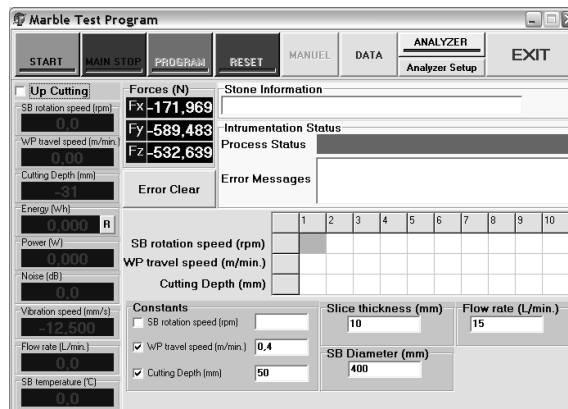 Marble Test Program
START MAIN STOP PROGRAM RESET MANUEL DATA ANALYZER Analyzer Setup EXIT
Up Cutting
SB rotation speed (rpm)
0,0
WP travel speed (m/min.)
0,00
Cutting Depth (mm)
-31
Energy (Wh)
0,000 R
Power (W)
0,000
Noise (dB)
0,0
Vibration speed (mm/s)
-12,500
Flow rate (L/min.)
0,0
SB temperature (°C)
0,0
Forces (N)
Fx -171,969
Fy -589,483
Fz -532,639
Error Clear
Stone Information
Intrumentation Status
Process Status
Error Messages
1 2 3 4 5 6 7 8 9 10
SB rotation speed (rpm)
WP travel speed (m/min.)
Cutting Depth (mm)
Constants
SB rotation speed (rpm)
WP travel speed (m/min.) 0,4
Cutting Depth (mm) 50
Slice thickness (mm)
10
Flow rate (L/min.)
15
SB Diameter (mm)
400